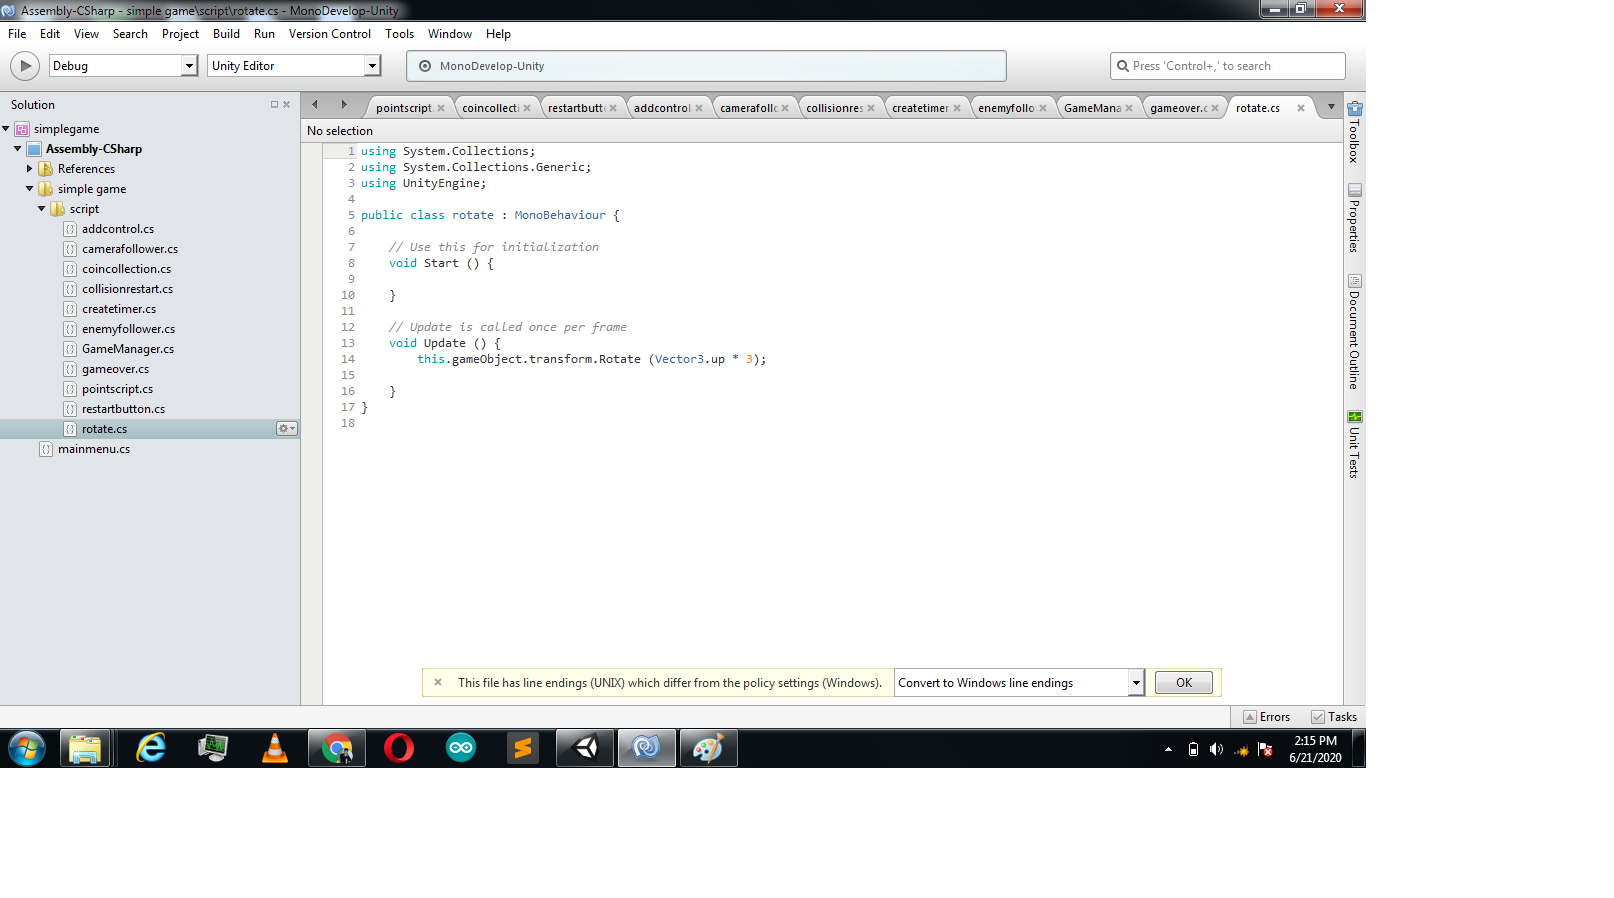 Assembly-CSharp - simple game\script\rotate.cs - MonoDevelop-Unity
File Edit View Search Project Build Run Version Control Tools Window Help
Debug Unity Editor MonoDevelop-Unity Press 'Control+,' to search
Solution
simplegame
Assembly-CSharp
References
simple game
script
addcontrol.cs
camerafollower.cs
coincollection.cs
collisionrestart.cs
createtimer.cs
enemyfollower.cs
GameManager.cs
gameover.cs
pointscript.cs
restartbutton.cs
rotate.cs
mainmenu.cs
pointscript. coincollecti restartbutt addcontrol camerafollo collisionres createtimer enemyfollo GameMana gameover.c rotate.cs
No selection
1 using System.Collections;
2 using System.Collections.Generic;
3 using UnityEngine;
4
5 public class rotate : MonoBehaviour {
6
7 // Use this for initialization
8 void Start () {
9
10 }
11
12 // Update is called once per frame
13 void Update () {
14 this.gameObject.transform.Rotate (Vector3.up * 3);
15
16 }
17 }
18
This file has line endings (UNIX) which differ from the policy settings (Windows). Convert to Windows line endings OK
Toolbox
Properties
Document Outline
Unit Tests
Errors Tasks
2:15 PM
6/21/2020